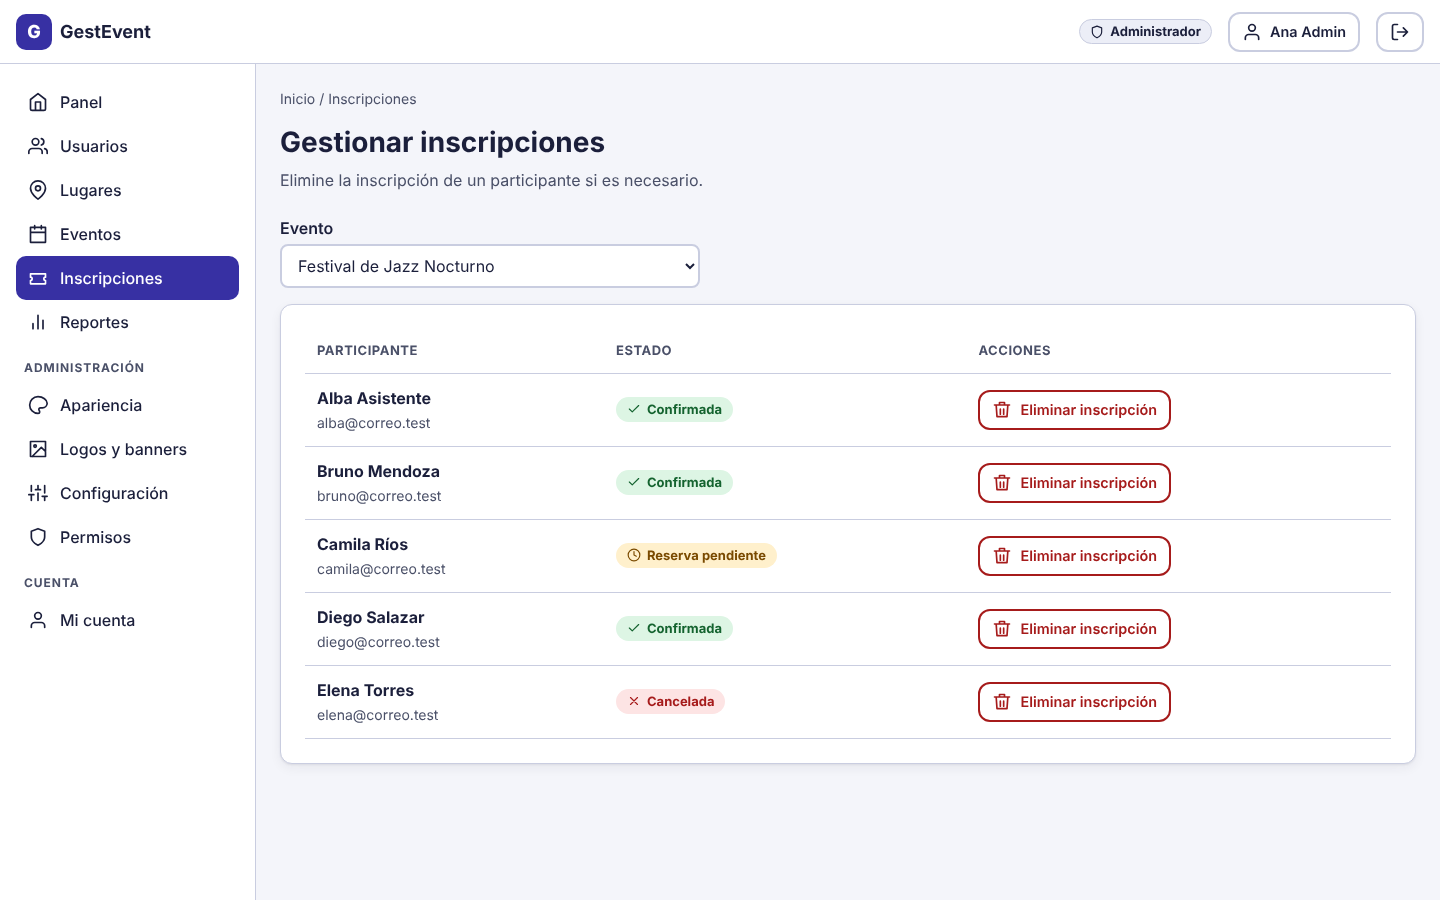 G GestEvent
Administrador
Ana Admin
Panel
Usuarios
Lugares
Eventos
Inscripciones
Reportes
ADMINISTRACIÓN
Apariencia
Logos y banners
Configuración
Permisos
CUENTA
Mi cuenta
Inicio / Inscripciones
Gestionar inscripciones
Elimine la inscripción de un participante si es necesario.
Evento
Festival de Jazz Nocturno
PARTICIPANTE ESTADO ACCIONES
Alba Asistente
alba@correo.test
Confirmada
Eliminar inscripción
Bruno Mendoza
bruno@correo.test
Confirmada
Eliminar inscripción
Camila Ríos
camila@correo.test
Reserva pendiente
Eliminar inscripción
Diego Salazar
diego@correo.test
Confirmada
Eliminar inscripción
Elena Torres
elena@correo.test
Cancelada
Eliminar inscripción